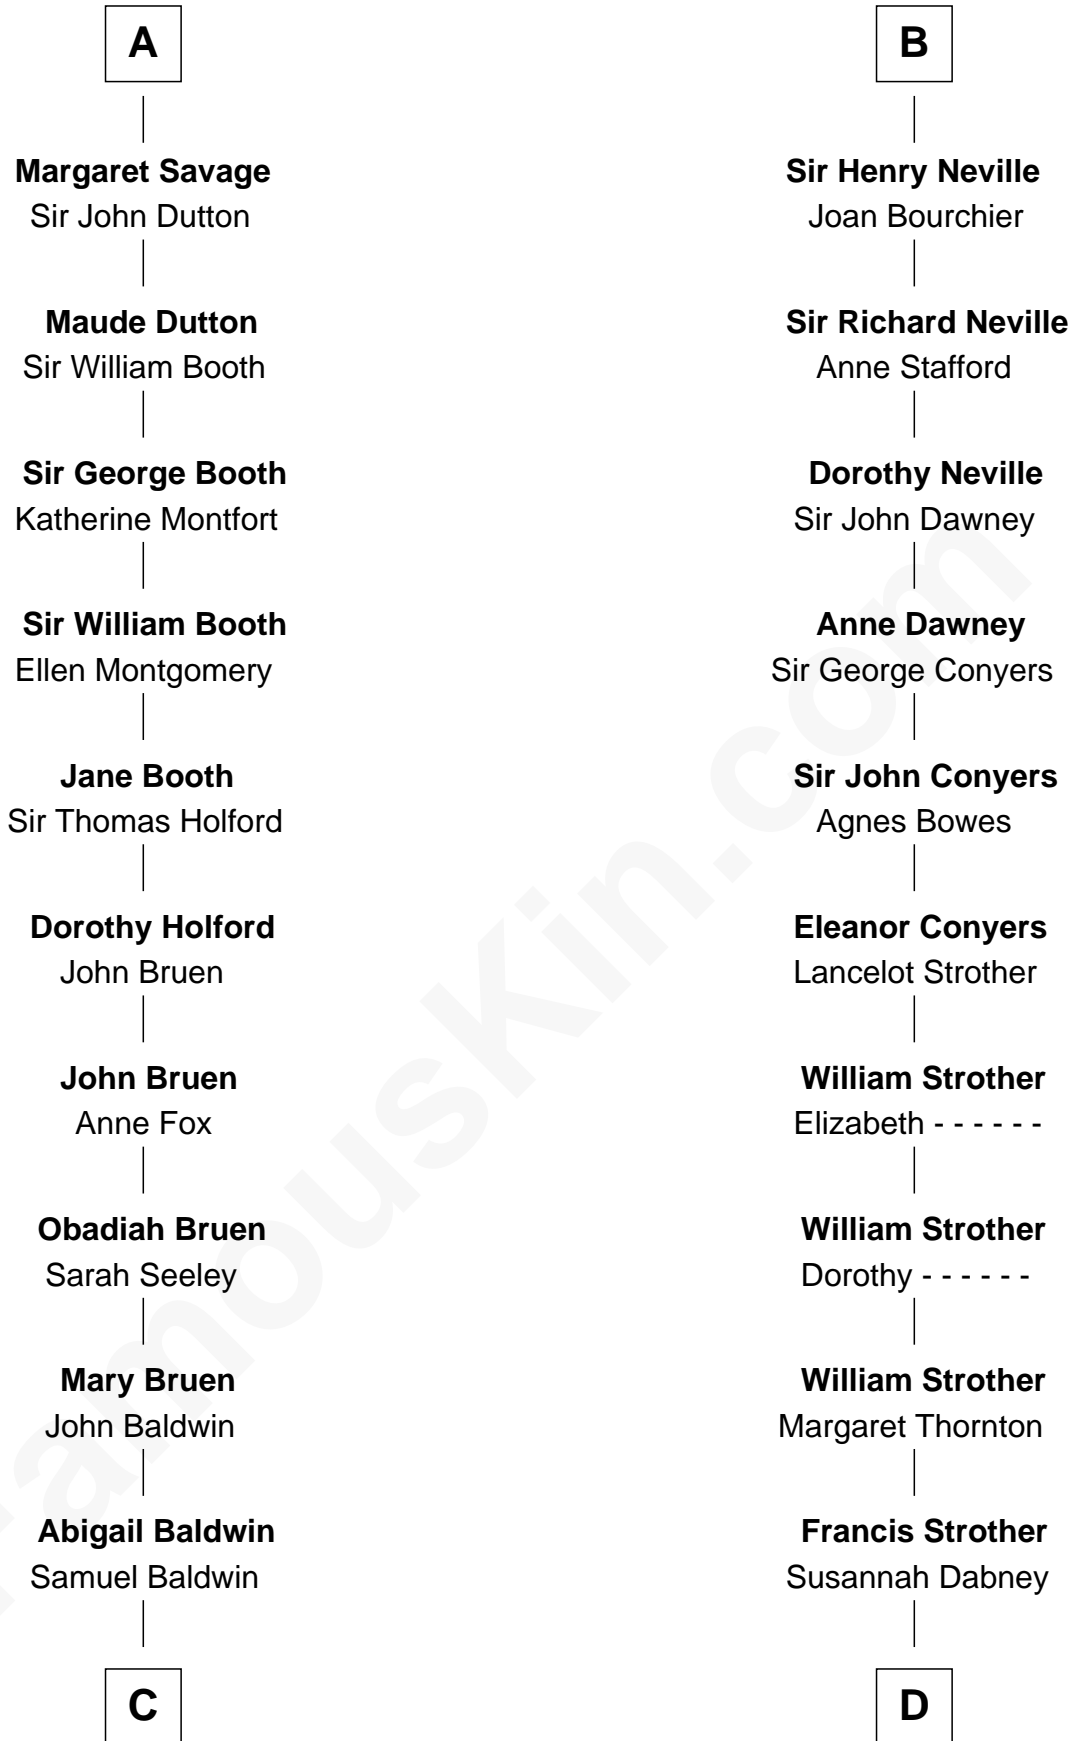 A
Margaret Savage
Sir John Dutton
Maude Dutton
Sir William Booth
Sir George Booth
Katherine Montfort
Sir William Booth
Ellen Montgomery
Jane Booth
Sir Thomas Holford
Dorothy Holford
John Bruen
John Bruen
Anne Fox
Obadiah Bruen
Sarah Seeley
Mary Bruen
John Baldwin
Abigail Baldwin
Samuel Baldwin
C
B
Sir Henry Neville
Joan Bourchier
Sir Richard Neville
Anne Stafford
Dorothy Neville
Sir John Dawney
Anne Dawney
Sir George Conyers
Sir John Conyers
Agnes Bowes
Eleanor Conyers
Lancelot Strother
William Strother
Elizabeth - - - - - -
William Strother
Dorothy - - - - - -
William Strother
Margaret Thornton
Francis Strother
Susannah Dabney
D
FamousKin.com